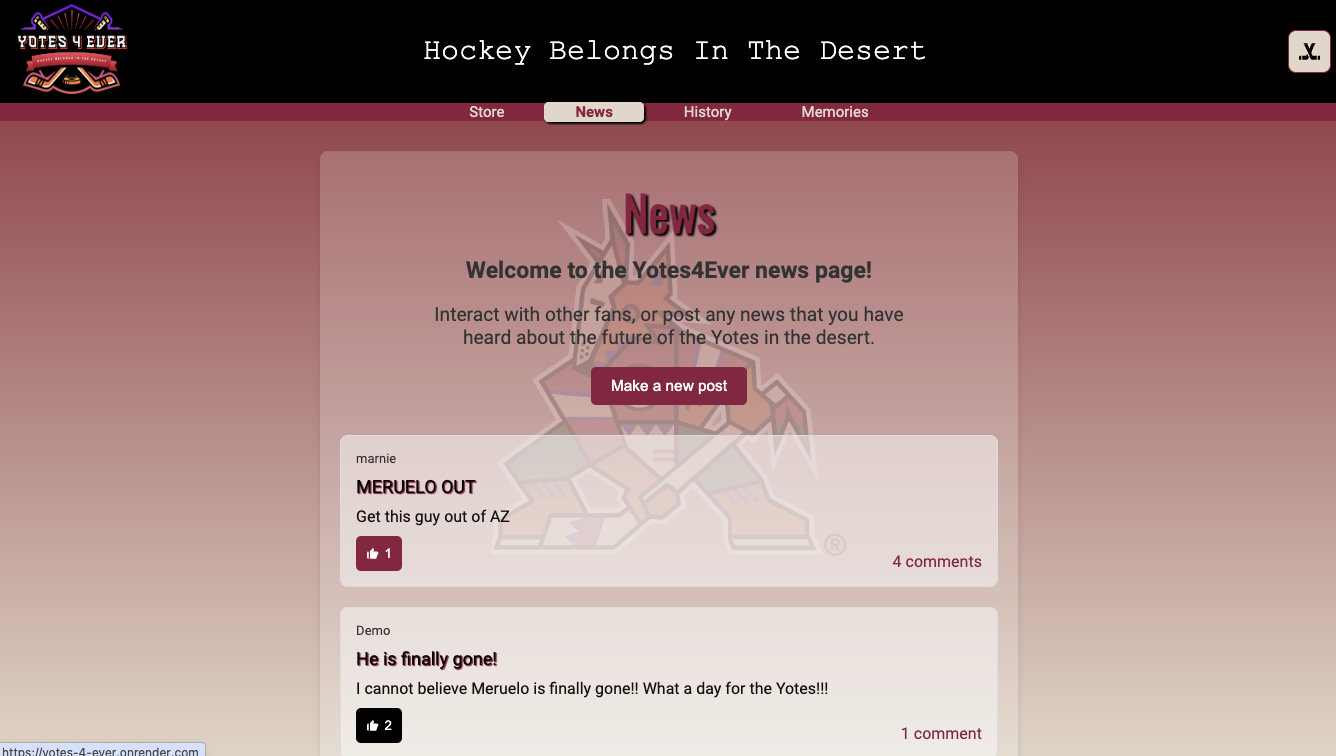 YOTES 4 EVER
HOCKEY BELONGS IN THE DESERT
Hockey Belongs In The Desert
Store
News
History
Memories
News
Welcome to the Yotes4Ever news page!
Interact with other fans, or post any news that you have
heard about the future of the Yotes in the desert.
Make a new post
marnie
MERUELO OUT
Get this guy out of AZ
1
4 comments
®
Demo
He is finally gone!
I cannot believe Meruelo is finally gone!! What a day for the Yotes!!!
2
1 comment
https://yotes-4-ever.onrender.com